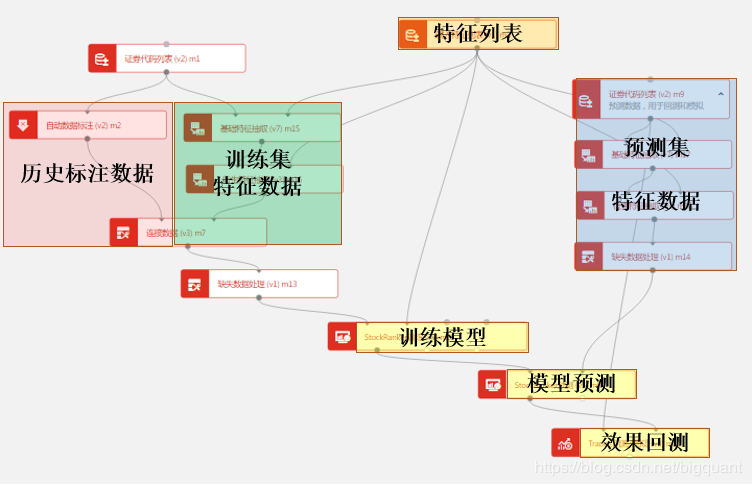 特征列表
证券代码列表 (v2) m1
证券代码列表 (v2) m9
预测数据，用于回测和模拟
自动数据标注 (v2) m2
基础特征抽取 (v7) m15
训练集
特征数据
历史标注数据
预测集
特征数据
连接数据 (v3) m7
缺失数据处理 (v1) m14
缺失数据处理 (v1) m13
训练模型
模型预测
效果回测
https://blog.csdn.net/bigquant